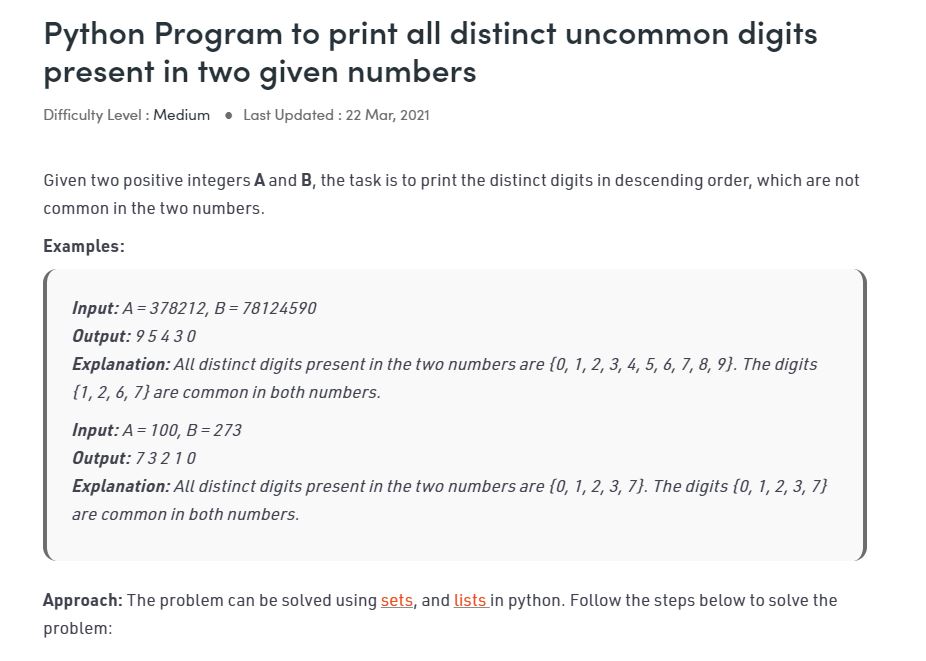 Python Program to print all distinct uncommon digits
present in two given numbers
Difficulty Level : Medium ● Last Updated : 22 Mar, 2021
Given two positive integers A and B, the task is to print the distinct digits in descending order, which are not
common in the two numbers.
Examples:
Input: A = 378212, B = 78124590
Output: 9 5 4 3 0
Explanation: All distinct digits present in the two numbers are {0, 1, 2, 3, 4, 5, 6, 7, 8, 9}. The digits
{1, 2, 6, 7} are common in both numbers.
Input: A = 100, B = 273
Output: 7 3 2 1 0
Explanation: All distinct digits present in the two numbers are {0, 1, 2, 3, 7}. The digits {0, 1, 2, 3, 7}
are common in both numbers.
Approach: The problem can be solved using sets, and lists in python. Follow the steps below to solve the
problem: